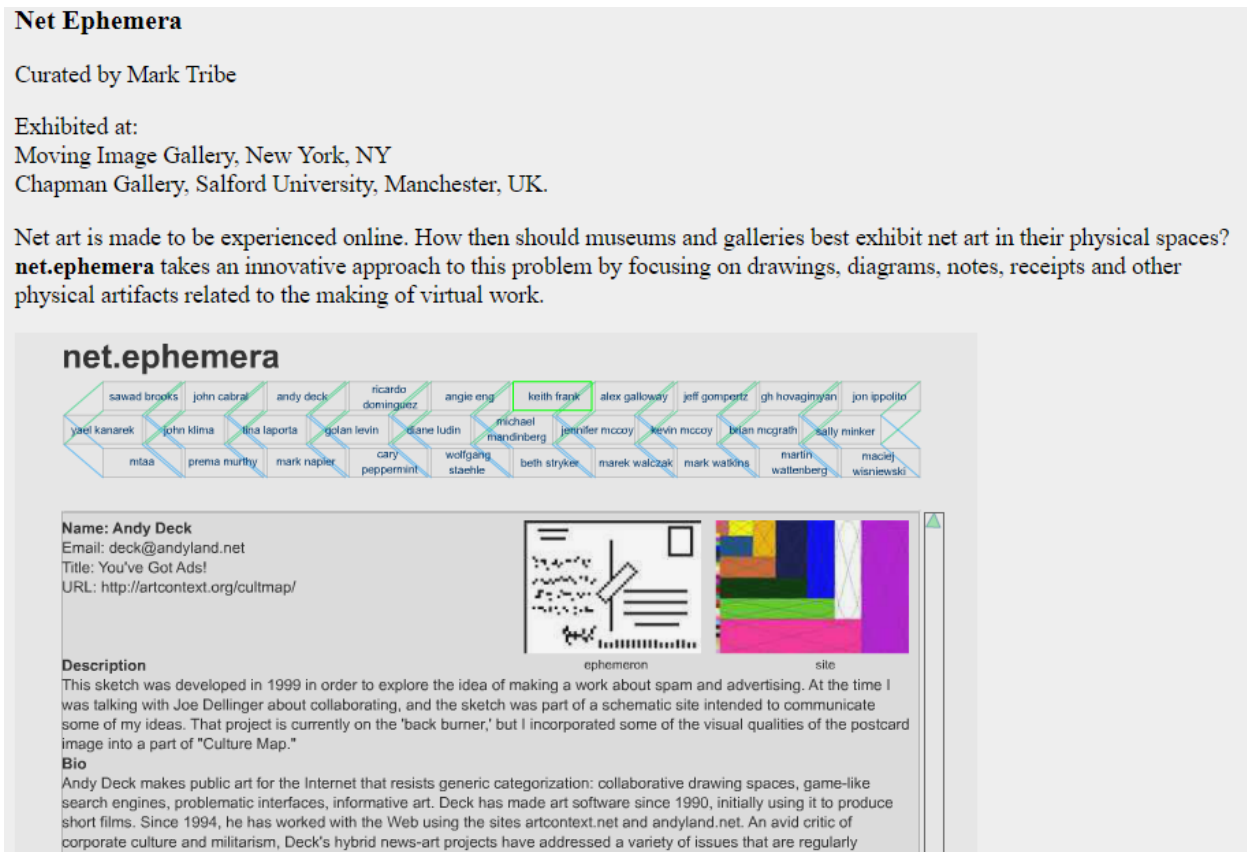 Net Ephemera
Curated by Mark Tribe
Exhibited at:
Moving Image Gallery, New York, NY
Chapman Gallery, Salford University, Manchester, UK.
Net art is made to be experienced online. How then should museums and galleries best exhibit net art in their physical spaces?
net.ephemera takes an innovative approach to this problem by focusing on drawings, diagrams, notes, receipts and other
physical artifacts related to the making of virtual work.
net.ephemera
sawad brooks john cabral andy deck ricardo dominguez angie eng keith frank alex galloway jeff gompertz gh hovagimyan jon ippolito
yael kanarek john klima tina laporta golan levin diane ludin michael mandinberg jennifer mccoy kevin mccoy brian mcgrath sally minker
mtaa prema murthy mark napier cary peppermint wolfgang staehle beth stryker marek walczak mark watkins martin wattenberg maciej wisniewski
Name: Andy Deck
Email: deck@andyland.net
Title: You've Got Ads!
URL: http://artcontext.org/cultmap/
ephemeron site
Description
This sketch was developed in 1999 in order to explore the idea of making a work about spam and advertising. At the time I
was talking with Joe Dellinger about collaborating, and the sketch was part of a schematic site intended to communicate
some of my ideas. That project is currently on the 'back burner,' but I incorporated some of the visual qualities of the postcard
image into a part of "Culture Map."
Bio
Andy Deck makes public art for the Internet that resists generic categorization: collaborative drawing spaces, game-like
search engines, problematic interfaces, informative art. Deck has made art software since 1990, initially using it to produce
short films. Since 1994, he has worked with the Web using the sites artcontext.net and andyland.net. An avid critic of
corporate culture and militarism, Deck's hybrid news-art projects have addressed a variety of issues that are regularly